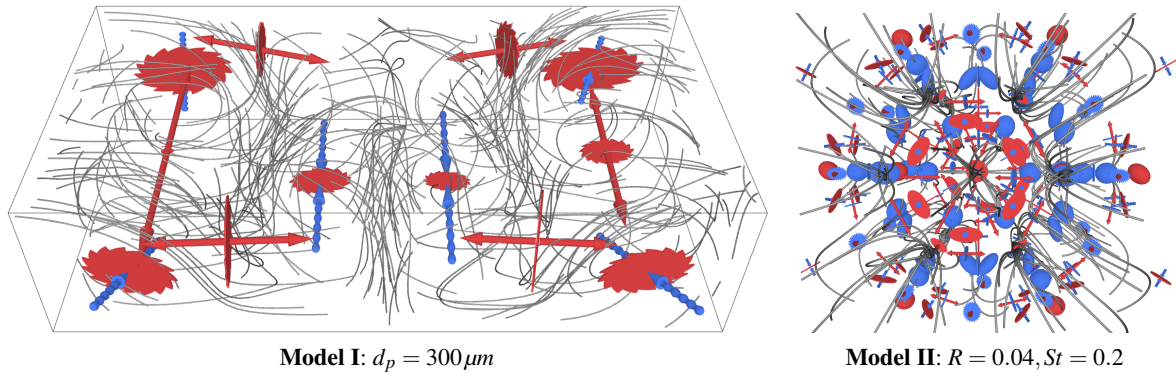 Model I: d_p = 300 μm
Model II: R = 0.04, St = 0.2